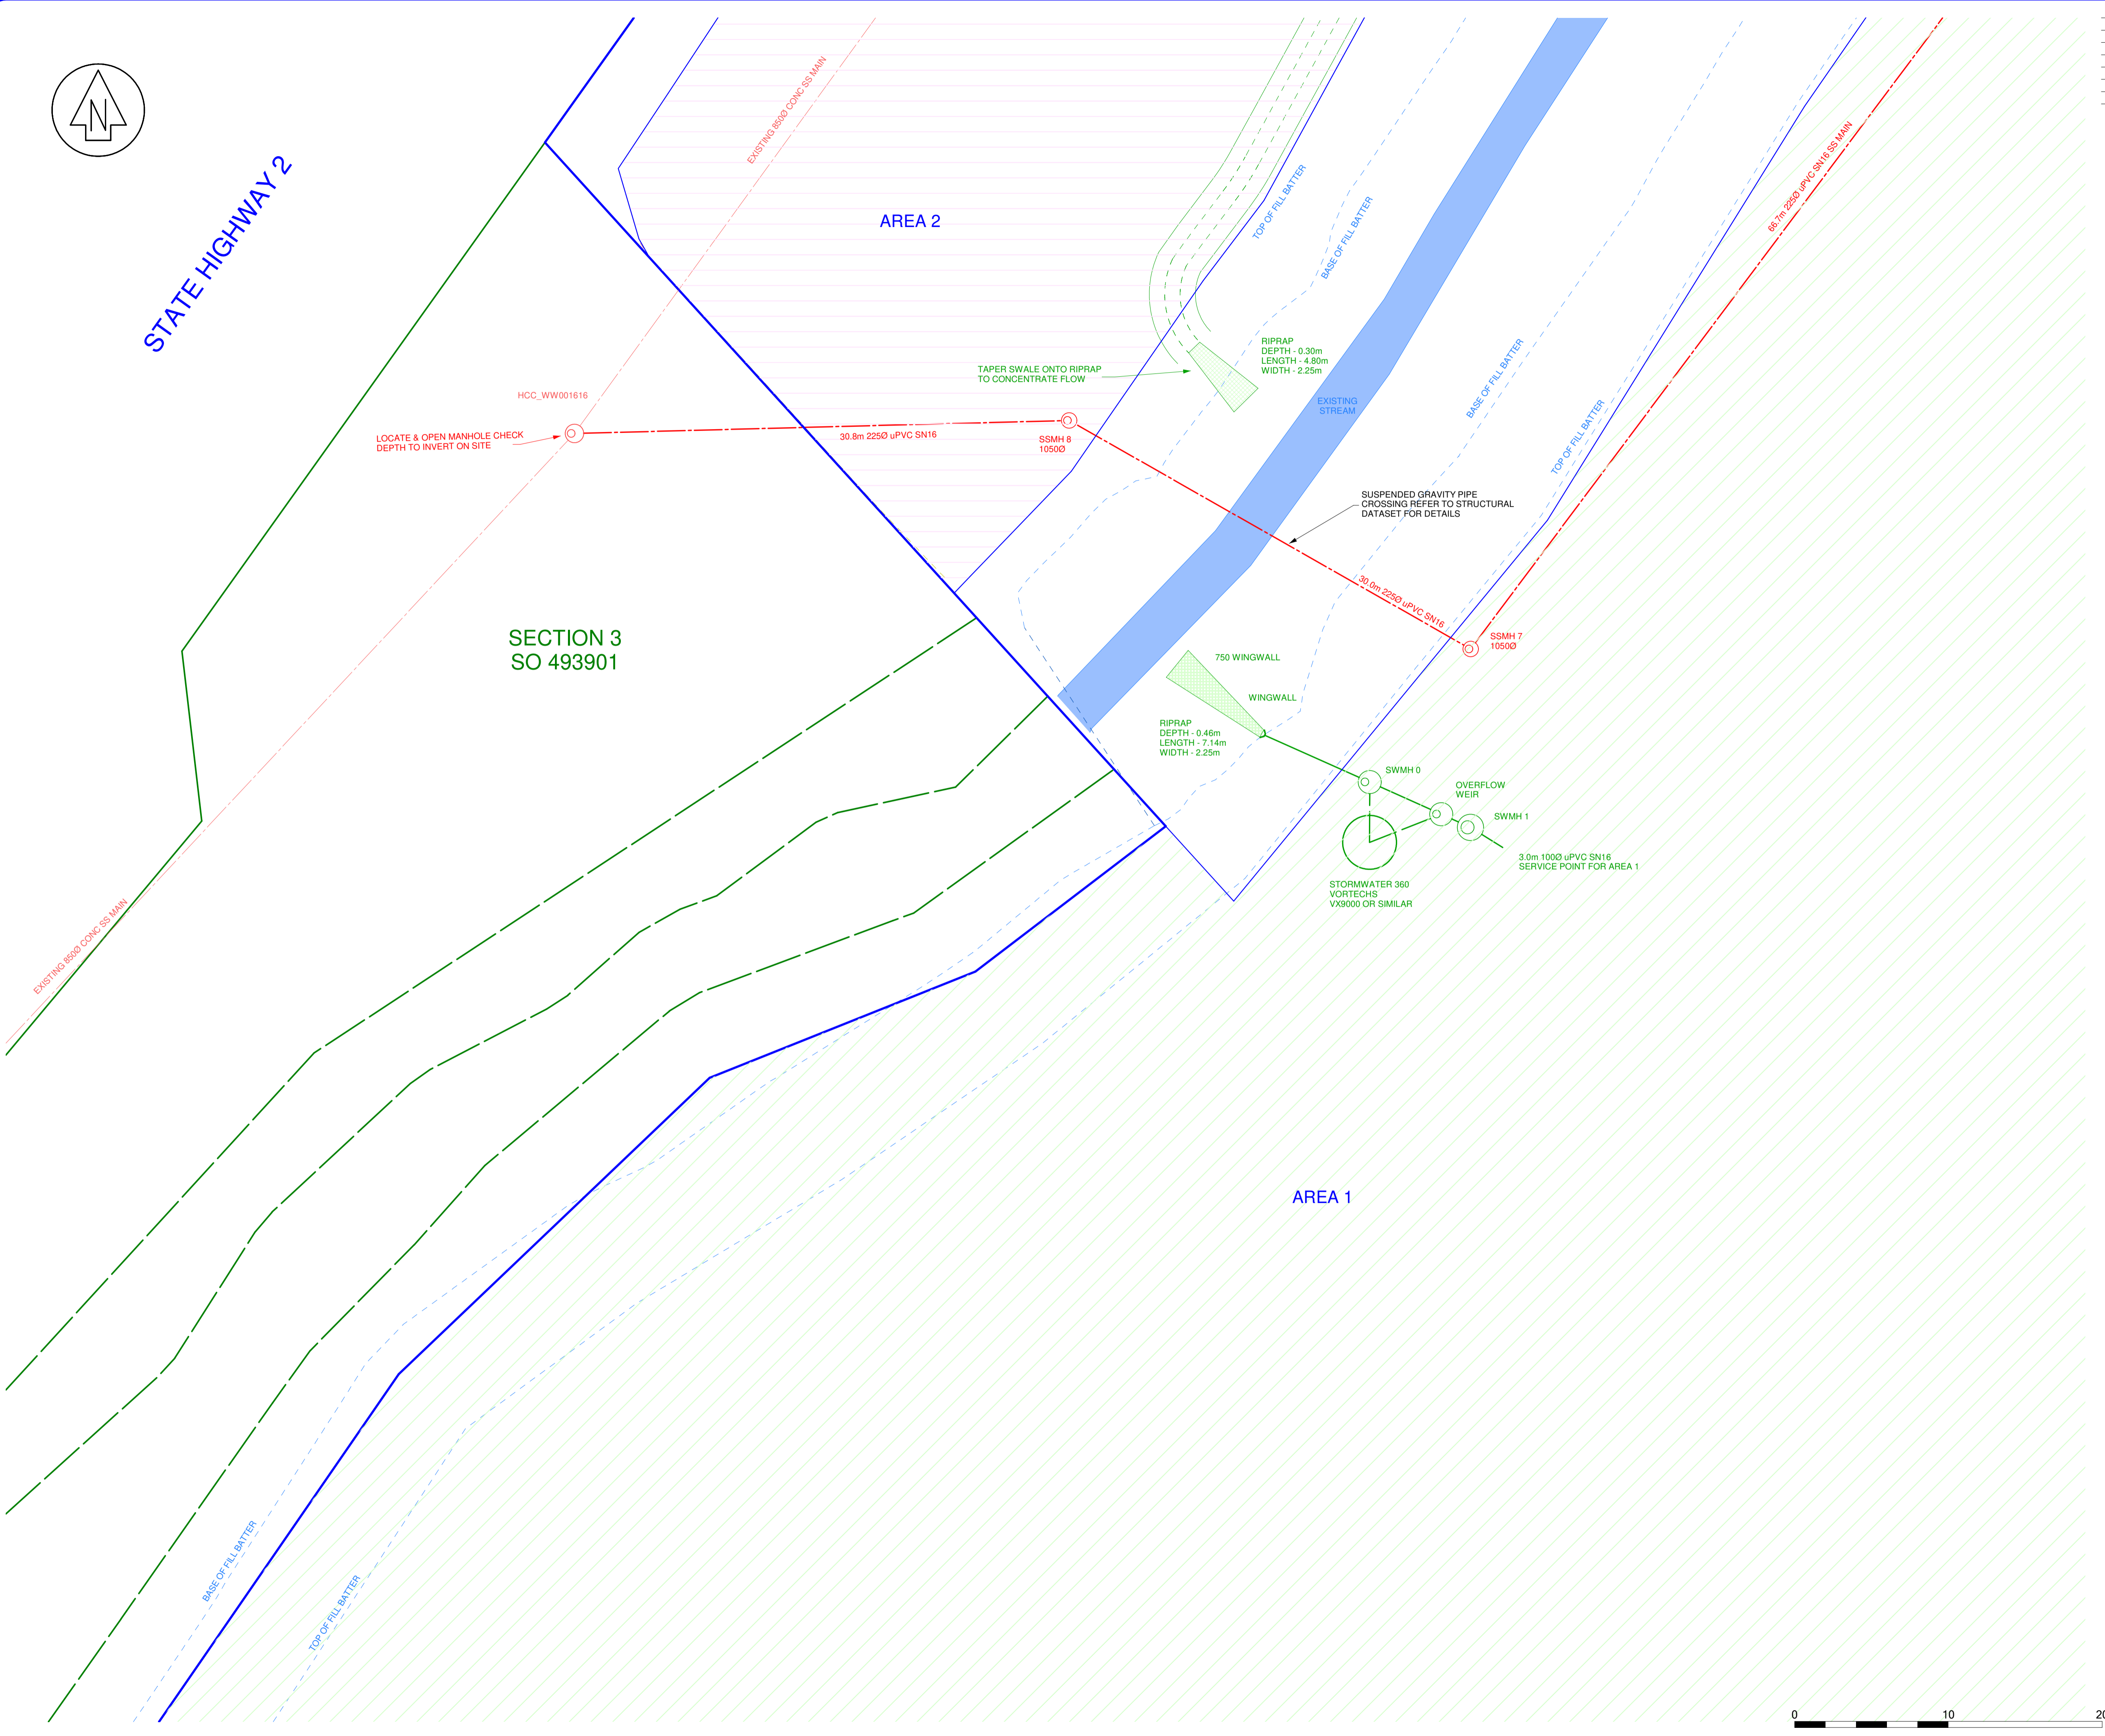 N
STATE HIGHWAY 2
EXISTING 850Ø CONC SS MAIN
AREA 2
TOP OF FILL BATTER
BASE OF FILL BATTER
66.7m 225Ø uPVC SN16 SS MAIN
RIPRAP
DEPTH - 0.30m
LENGTH - 4.80m
WIDTH - 2.25m
TAPER SWALE ONTO RIPRAP
TO CONCENTRATE FLOW
HCC_WW001616
LOCATE & OPEN MANHOLE CHECK
DEPTH TO INVERT ON SITE
30.8m 225Ø uPVC SN16
SSMH 8
1050Ø
EXISTING
STREAM
BASE OF FILL BATTER
TOP OF FILL BATTER
SUSPENDED GRAVITY PIPE
CROSSING REFER TO STRUCTURAL
DATASET FOR DETAILS
30.0m 225Ø uPVC SN16
SSMH 7
1050Ø
SECTION 3
SO 493901
750 WINGWALL
WINGWALL
RIPRAP
DEPTH - 0.46m
LENGTH - 7.14m
WIDTH - 2.25m
SWMH 0
OVERFLOW
WEIR
SWMH 1
3.0m 100Ø uPVC SN16
SERVICE POINT FOR AREA 1
STORMWATER 360
VORTECHS
VX9000 OR SIMILAR
EXISTING 850Ø CONC SS MAIN
AREA 1
BASE OF FILL BATTER
TOP OF FILL BATTER
0 10 20